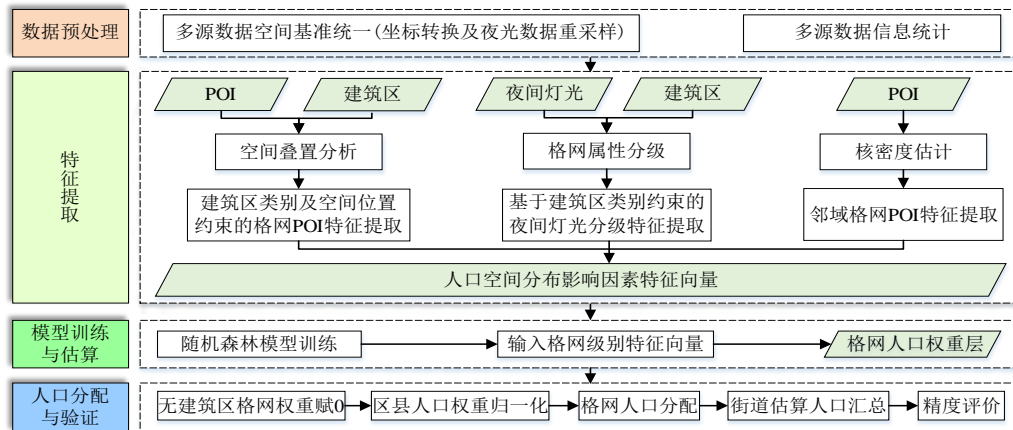 数据预处理
多源数据空间基准统一(坐标转换及夜光数据重采样)
多源数据信息统计
特征提取
POI
建筑区
夜间灯光
建筑区
POI
空间叠置分析
格网属性分级
核密度估计
建筑区类别及空间位置
约束的格网POI特征提取
基于建筑区类别约束的
夜间灯光分级特征提取
邻域格网POI特征提取
人口空间分布影响因素特征向量
模型训练
与估算
随机森林模型训练
输入格网级别特征向量
格网人口权重层
人口分配
与验证
无建筑区格网权重赋0
区县人口权重归一化
格网人口分配
街道估算人口汇总
精度评价